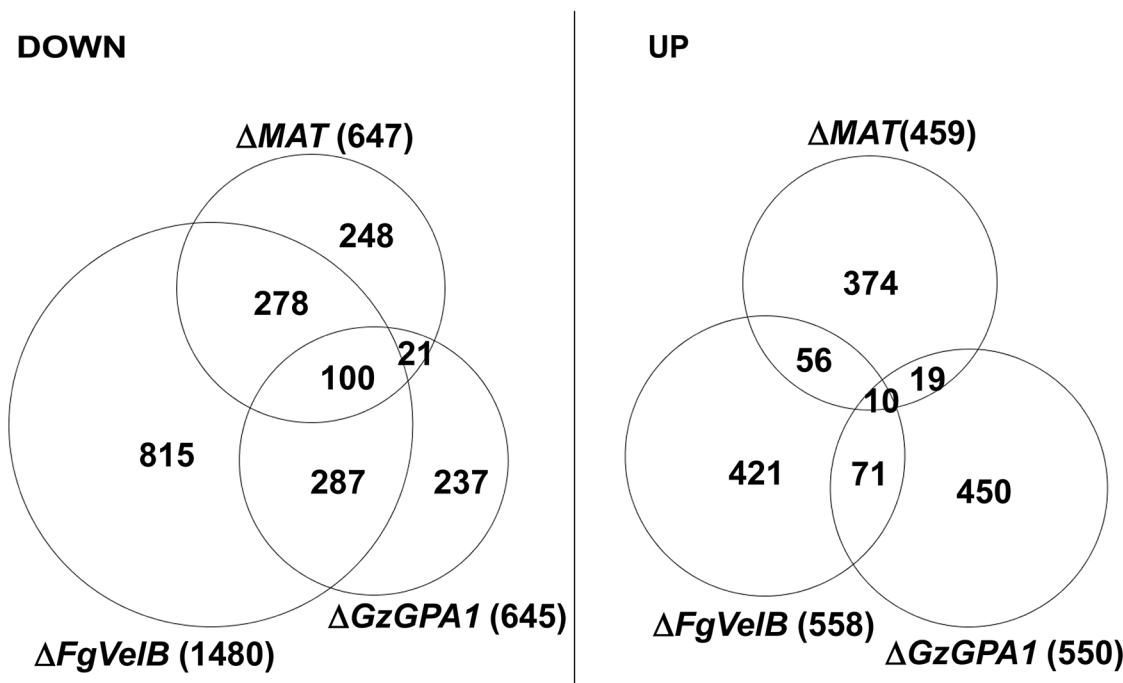 DOWN
UP
ΔMAT (647)
ΔMAT(459)
248
278
21
100
815
287
237
374
56
19
10
421
71
450
ΔGzGPA1 (645)
ΔFgVelB (1480)
ΔFgVelB (558)
ΔGzGPA1 (550)